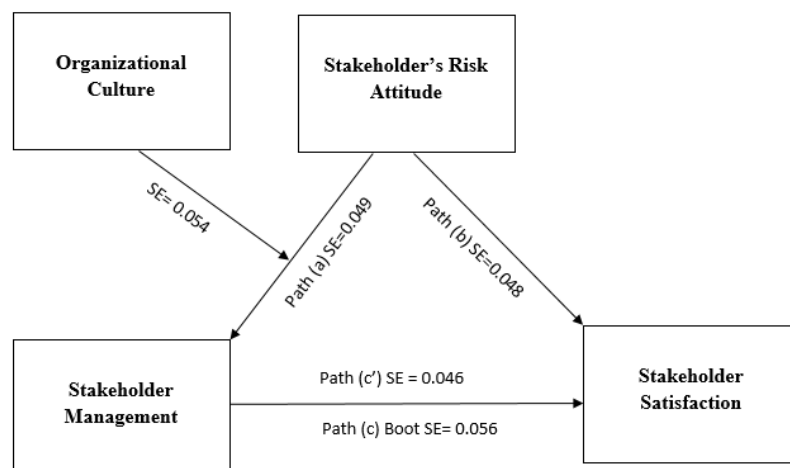 Organizational
Culture
Stakeholder’s Risk
Attitude
SE= 0.054
Path (a) SE=0.049
Path (b) SE=0.048
Stakeholder
Management
Path (c’) SE = 0.046
Path (c) Boot SE= 0.056
Stakeholder
Satisfaction